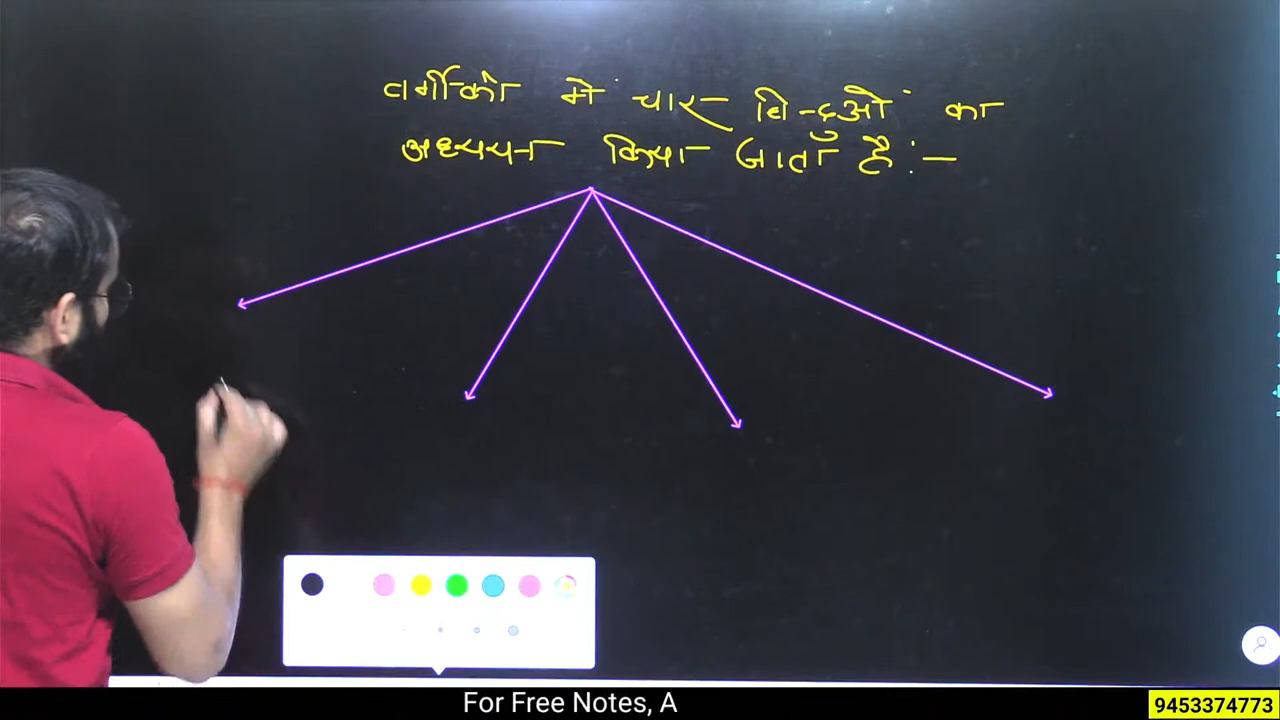 वर्गीकी में चार बिन्दुओं का
अध्ययन किया जाता है :-
For Free Notes, A
9453374773